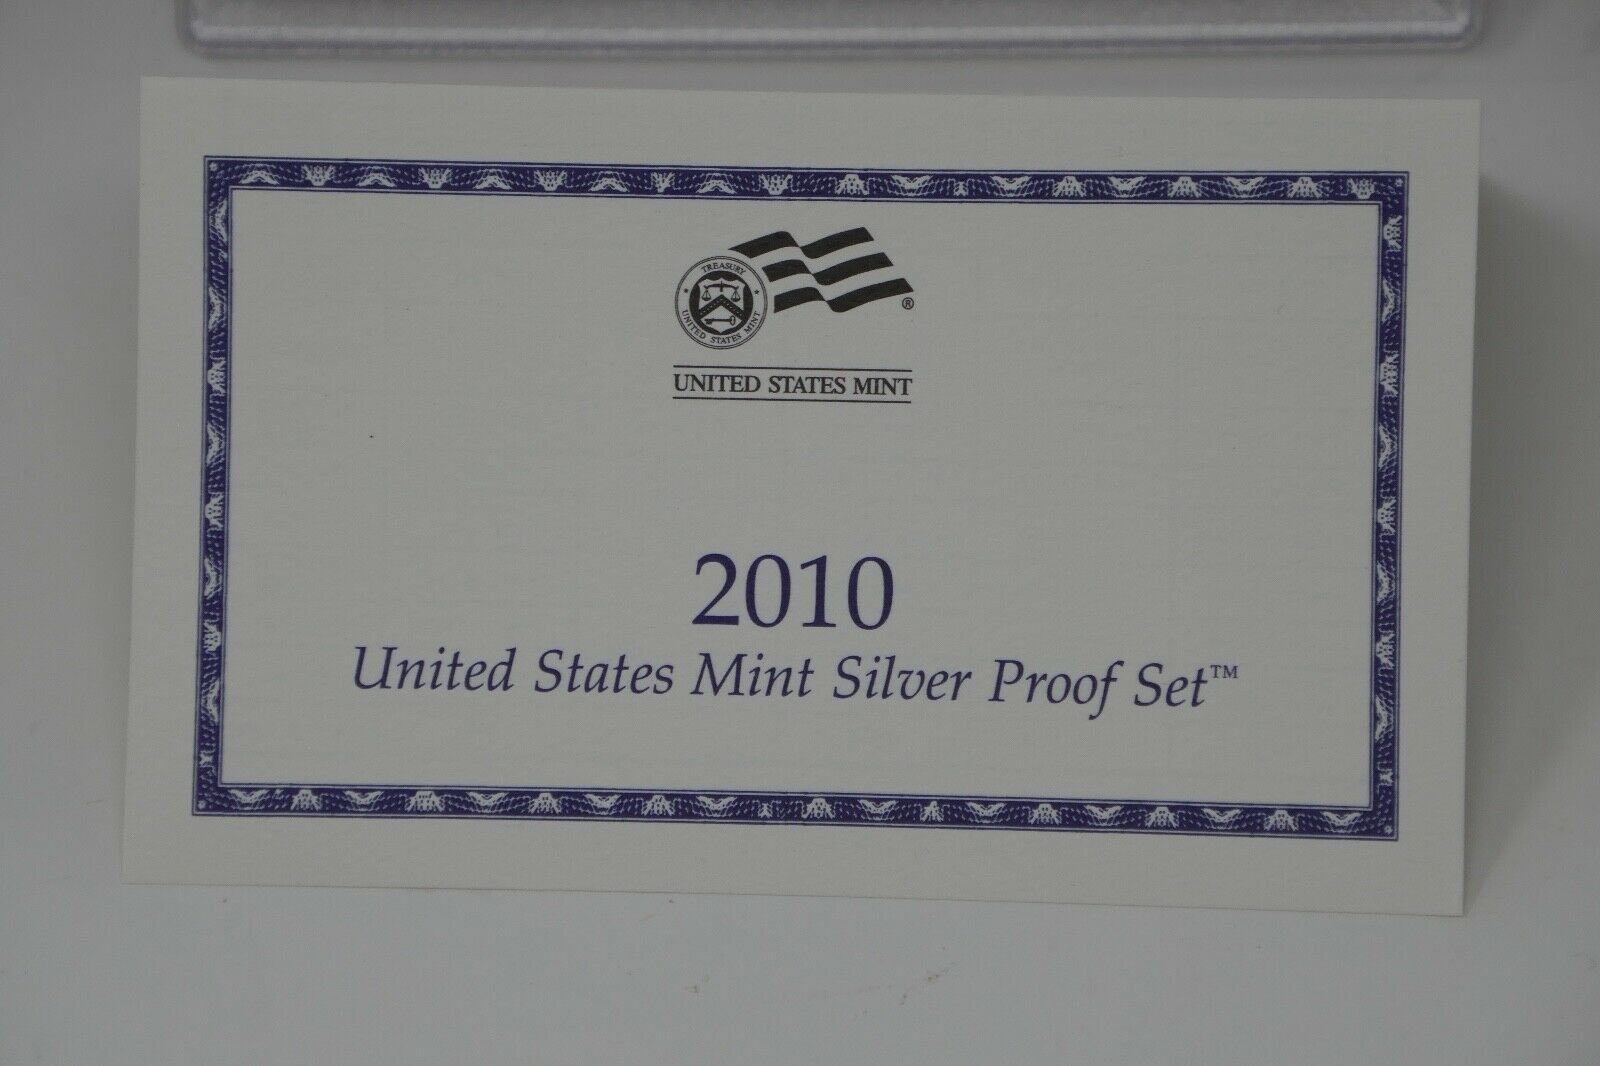 TREASURY
UNITED STATES MINT
®
UNITED STATES MINT
2010
United States Mint Silver Proof Set™